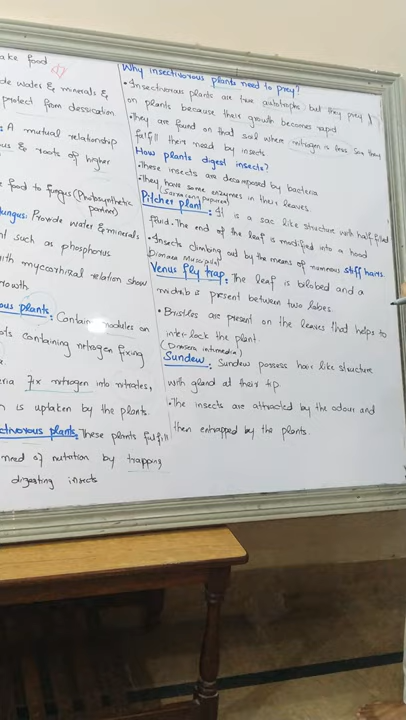 ake food
de water & minerals &
protect from dessication.
: A mutual relationship
us & roots of higher
food to fungus (Photosynthetic
partner)
fungus: Provide water & minerals
nt such as phosphorus
ith mycorrhizal relation show
rowth
ous plants: Contain nodules on
ots containing nitrogen fixing
eria fix nitrogen into nitrates,
n is uptaken by the plants.
ctivorous plants: These plants fulfill
need of nutrition by trapping
digesting insects
Why insectivorous plants need to prey?
• Insectivorous plants are true autotrophs but they prey
on plants because their growth becomes rapid
• They are found on that soil where nitrogen is less so they
fulfill their need by insects.
How plants digest insects?
• These insects are decomposed by bacteria
• They have some enzymes in their leaves.
(Sarracenia purpurea)
Pitcher plant: It is a sac like structure with half filled
fluid. The end of the leaf is modified into a hood
• Insects climbing out by the means of numerous stiff hairs.
(Dionaea Muscipula)
Venus fly trap: The leaf is bilobed and a
midrib is present between two lobes.
• Bristles are present on the leaves that helps to
inter-lock the plant.
(Drosera intermedia)
Sundew: Sundew possess hair like structure
with gland at their tip.
• The insects are attracted by the odour and
then entrapped by the plants.